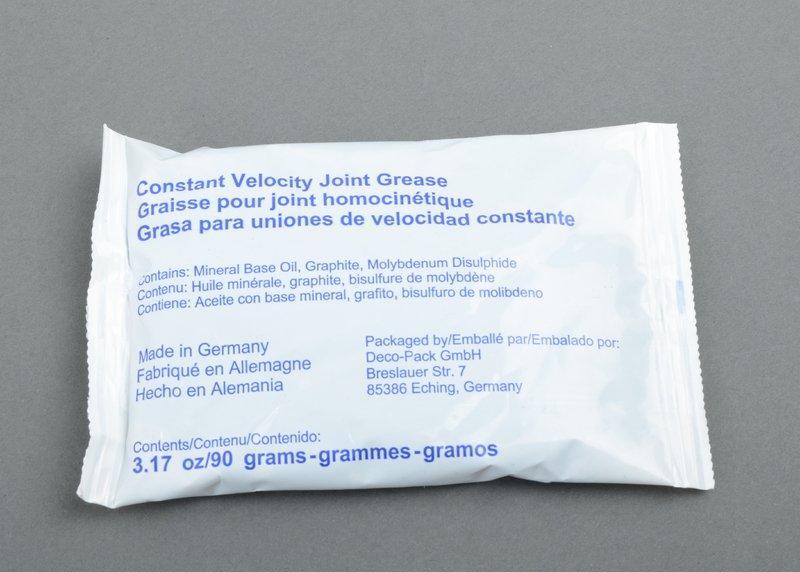 Constant Velocity Joint Grease
Graisse pour joint homocinétique
Grasa para uniones de velocidad constante
Contains: Mineral Base Oil, Graphite, Molybdenum Disulphide
Contenu: Huile minérale, graphite, bisulfure de molybdène
Contiene: Aceite con base mineral, grafito, bisulfuro de molibdeno
Made in Germany
Fabriqué en Allemagne
Hecho en Alemania
Packaged by/Emballé par/Embalado por:
Deco-Pack GmbH
Breslauer Str. 7
85386 Eching, Germany
Contents/Contenu/Contenido:
3.17 oz/90 grams-grammes-gramos